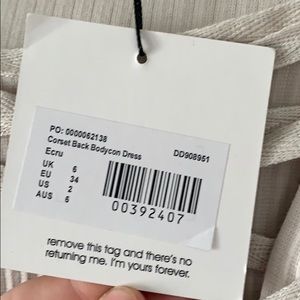 PO: 0000062138
Corset Back Bodycon Dress DD908951
Ecru
UK 6
EU 34
US 2
AUS 6
00392407
remove this tag and there's no
returning me. I'm yours forever.